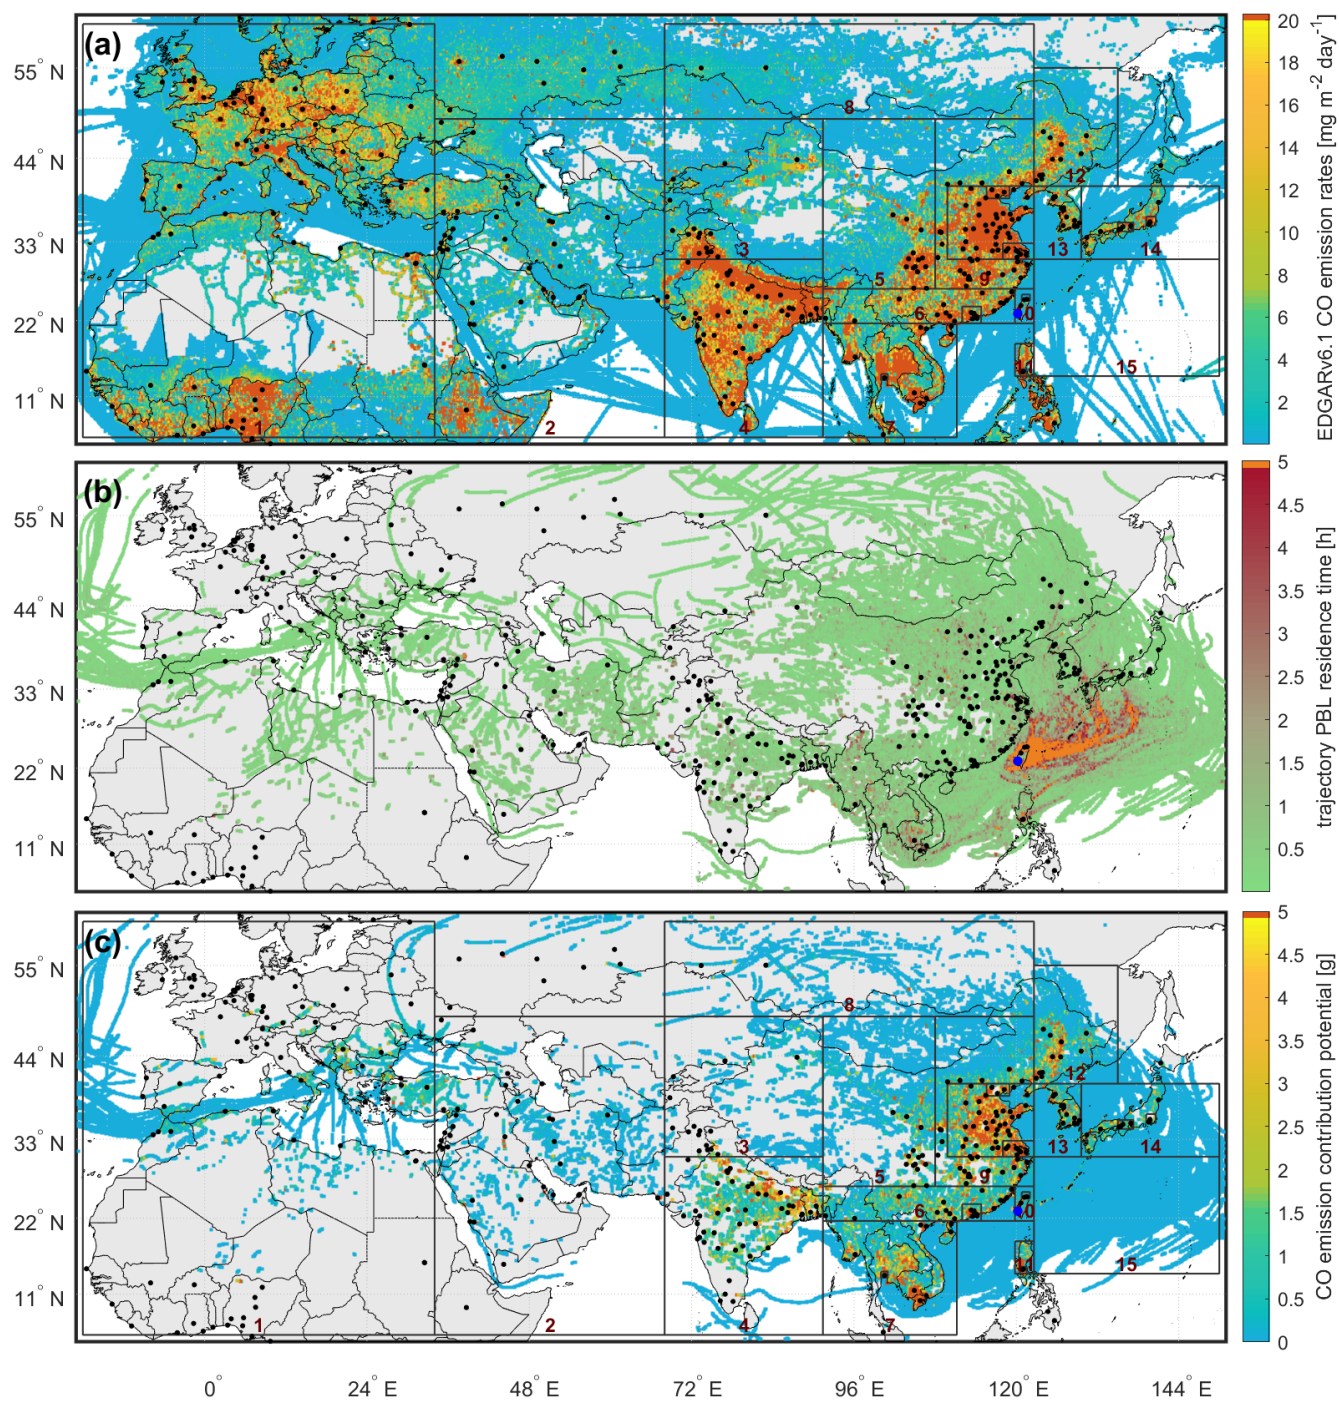 (a)
55° N
44° N
33° N
22° N
11° N
8
12
3
13
14
5
9
6
0
15
11
1
2
4
7
20
18
16
14
12
10
8
6
4
2
EDGARv6.1 CO emission rates [mg m⁻² day⁻¹]
(b)
55° N
44° N
33° N
22° N
11° N
5
4.5
4
3.5
3
2.5
2
1.5
1
0.5
trajectory PBL residence time [h]
(c)
55° N
44° N
33° N
22° N
11° N
8
12
3
13
14
5
9
6
0
15
11
1
2
4
7
5
4.5
4
3.5
3
2.5
2
1.5
1
0.5
0
CO emission contribution potential [g]
0°
24° E
48° E
72° E
96° E
120° E
144° E